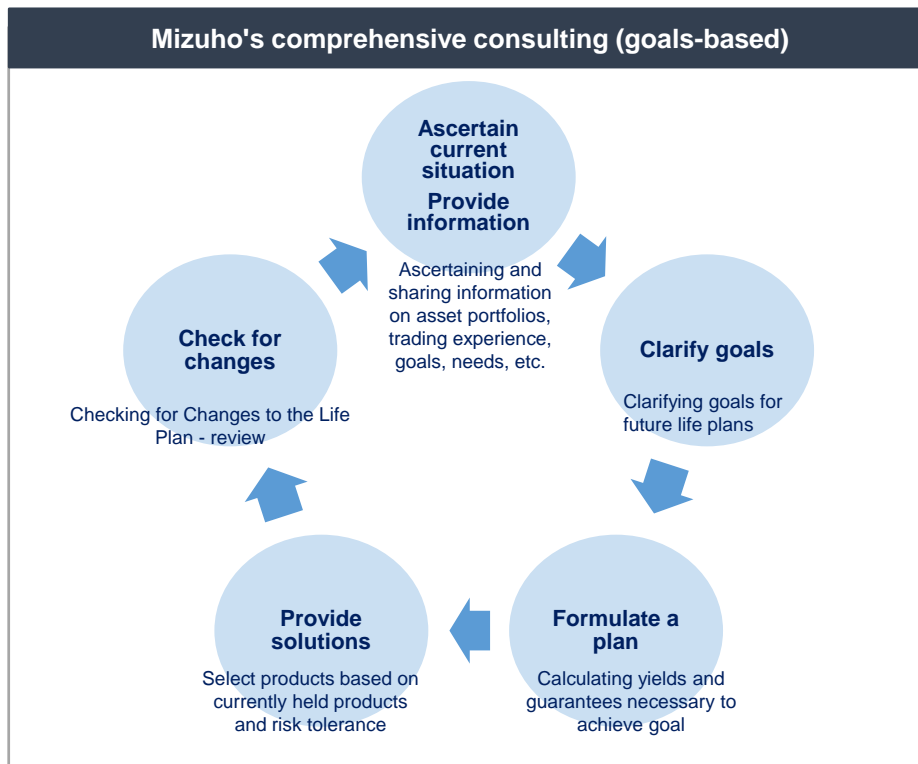 Mizuho's comprehensive consulting (goals-based)
Ascertain
current
situation
Provide
information
Ascertaining and
sharing information
on asset portfolios,
trading experience,
goals, needs, etc.
Clarify goals
Clarifying goals for
future life plans
Formulate a
plan
Calculating yields and
guarantees necessary to
achieve goal
Provide
solutions
Select products based on
currently held products
and risk tolerance
Check for
changes
Checking for Changes to the Life
Plan - review